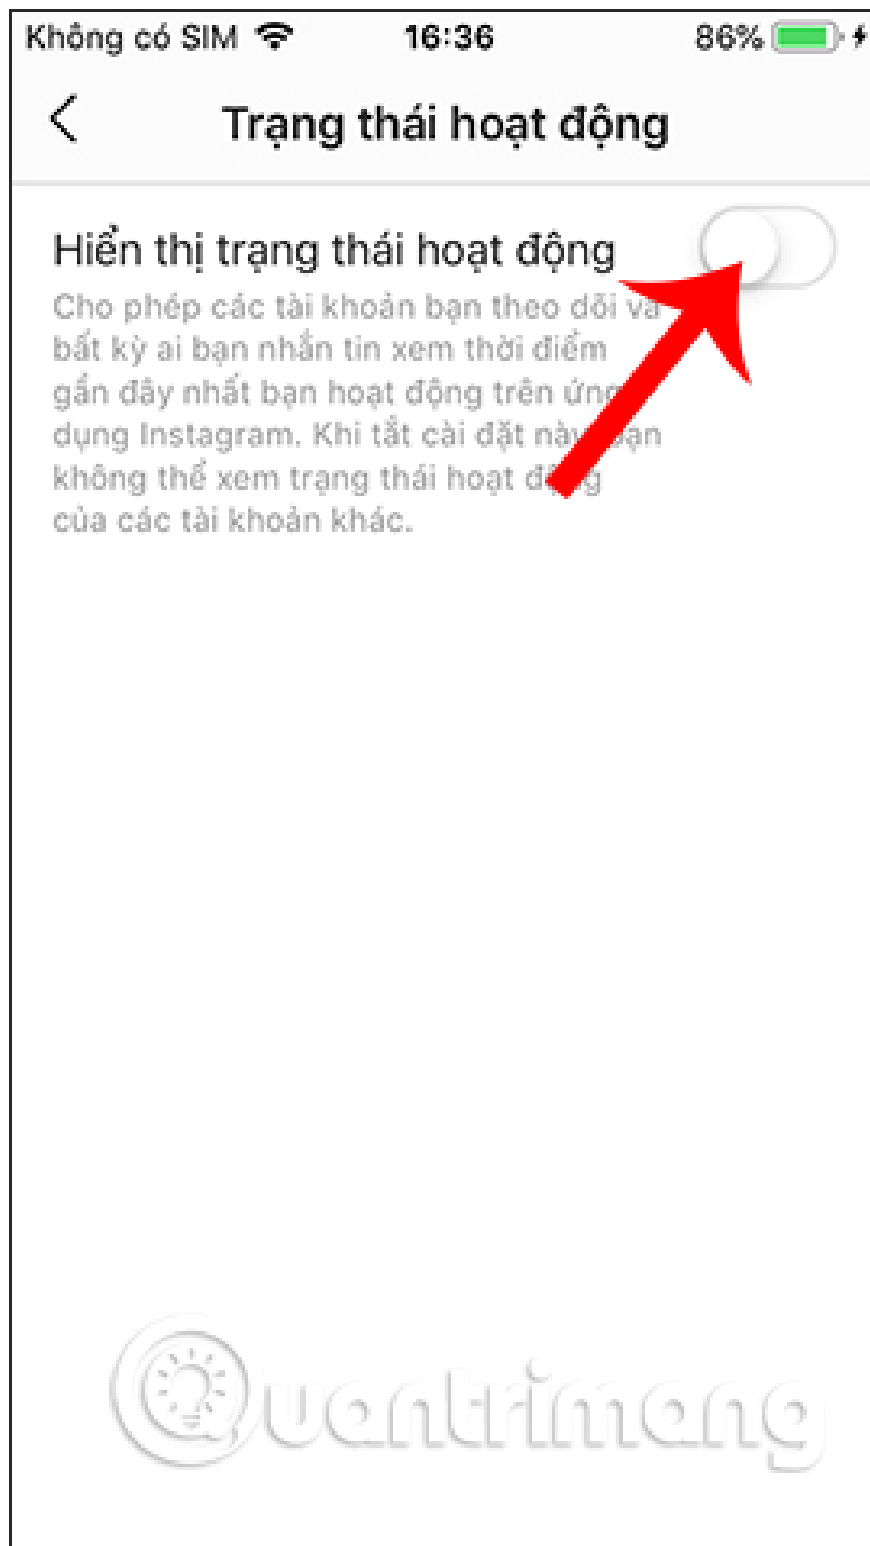 Không có SIM 16:36 86%
Trạng thái hoạt động
Hiển thị trạng thái hoạt động
Cho phép các tài khoản bạn theo dõi và
bất kỳ ai bạn nhắn tin xem thời điểm
gần đây nhất bạn hoạt động trên ứng
dụng Instagram. Khi tắt cài đặt này, bạn
không thể xem trạng thái hoạt động
của các tài khoản khác.
Quantrimang